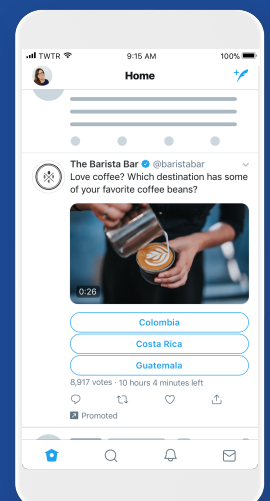 TWTR 9:15 AM 100%
Home
The Barista Bar @baristabar
Love coffee? Which destination has some
of your favorite coffee beans?
0:26
Colombia
Costa Rica
Guatemala
8,917 votes · 10 hours 4 minutes left
Promoted